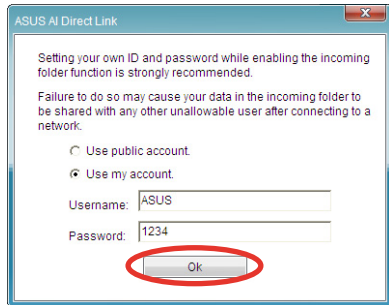 ASUS AI Direct Link
Setting your own ID and password while enabling the incoming
folder function is strongly recommended.
Failure to do so may cause your data in the incoming folder to
be shared with any other unallowable user after connecting to a
network.
Use public account.
Use my account.
Username: ASUS
Password: 1234
Ok